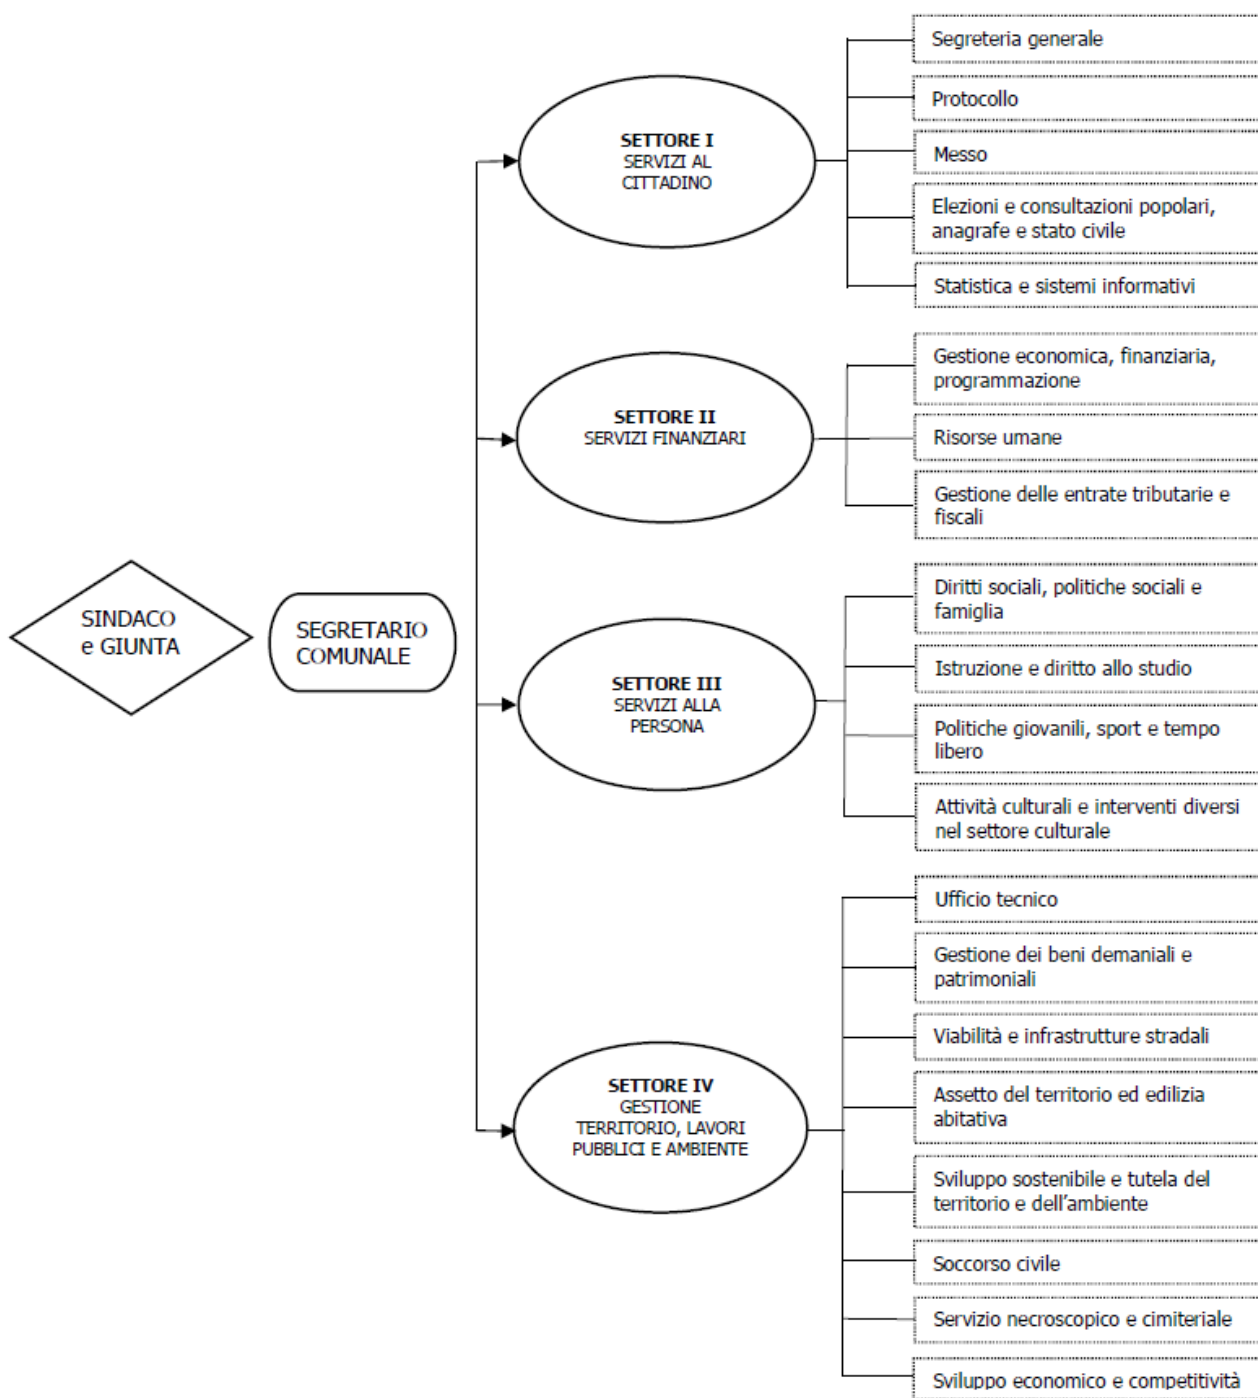 SINDACO
e GIUNTA
SEGRETARIO
COMUNALE
SETTORE I
SERVIZI AL
CITTADINO
Segreteria generale
Protocollo
Messo
Elezioni e consultazioni popolari,
anagrafe e stato civile
Statistica e sistemi informativi
SETTORE II
SERVIZI FINANZIARI
Gestione economica, finanziaria,
programmazione
Risorse umane
Gestione delle entrate tributarie e
fiscali
SETTORE III
SERVIZI ALLA
PERSONA
Diritti sociali, politiche sociali e
famiglia
Istruzione e diritto allo studio
Politiche giovanili, sport e tempo
libero
Attività culturali e interventi diversi
nel settore culturale
SETTORE IV
GESTIONE
TERRITORIO, LAVORI
PUBBLICI E AMBIENTE
Ufficio tecnico
Gestione dei beni demaniali e
patrimoniali
Viabilità e infrastrutture stradali
Assetto del territorio ed edilizia
abitativa
Sviluppo sostenibile e tutela del
territorio e dell'ambiente
Soccorso civile
Servizio necroscopico e cimiteriale
Sviluppo economico e competitività